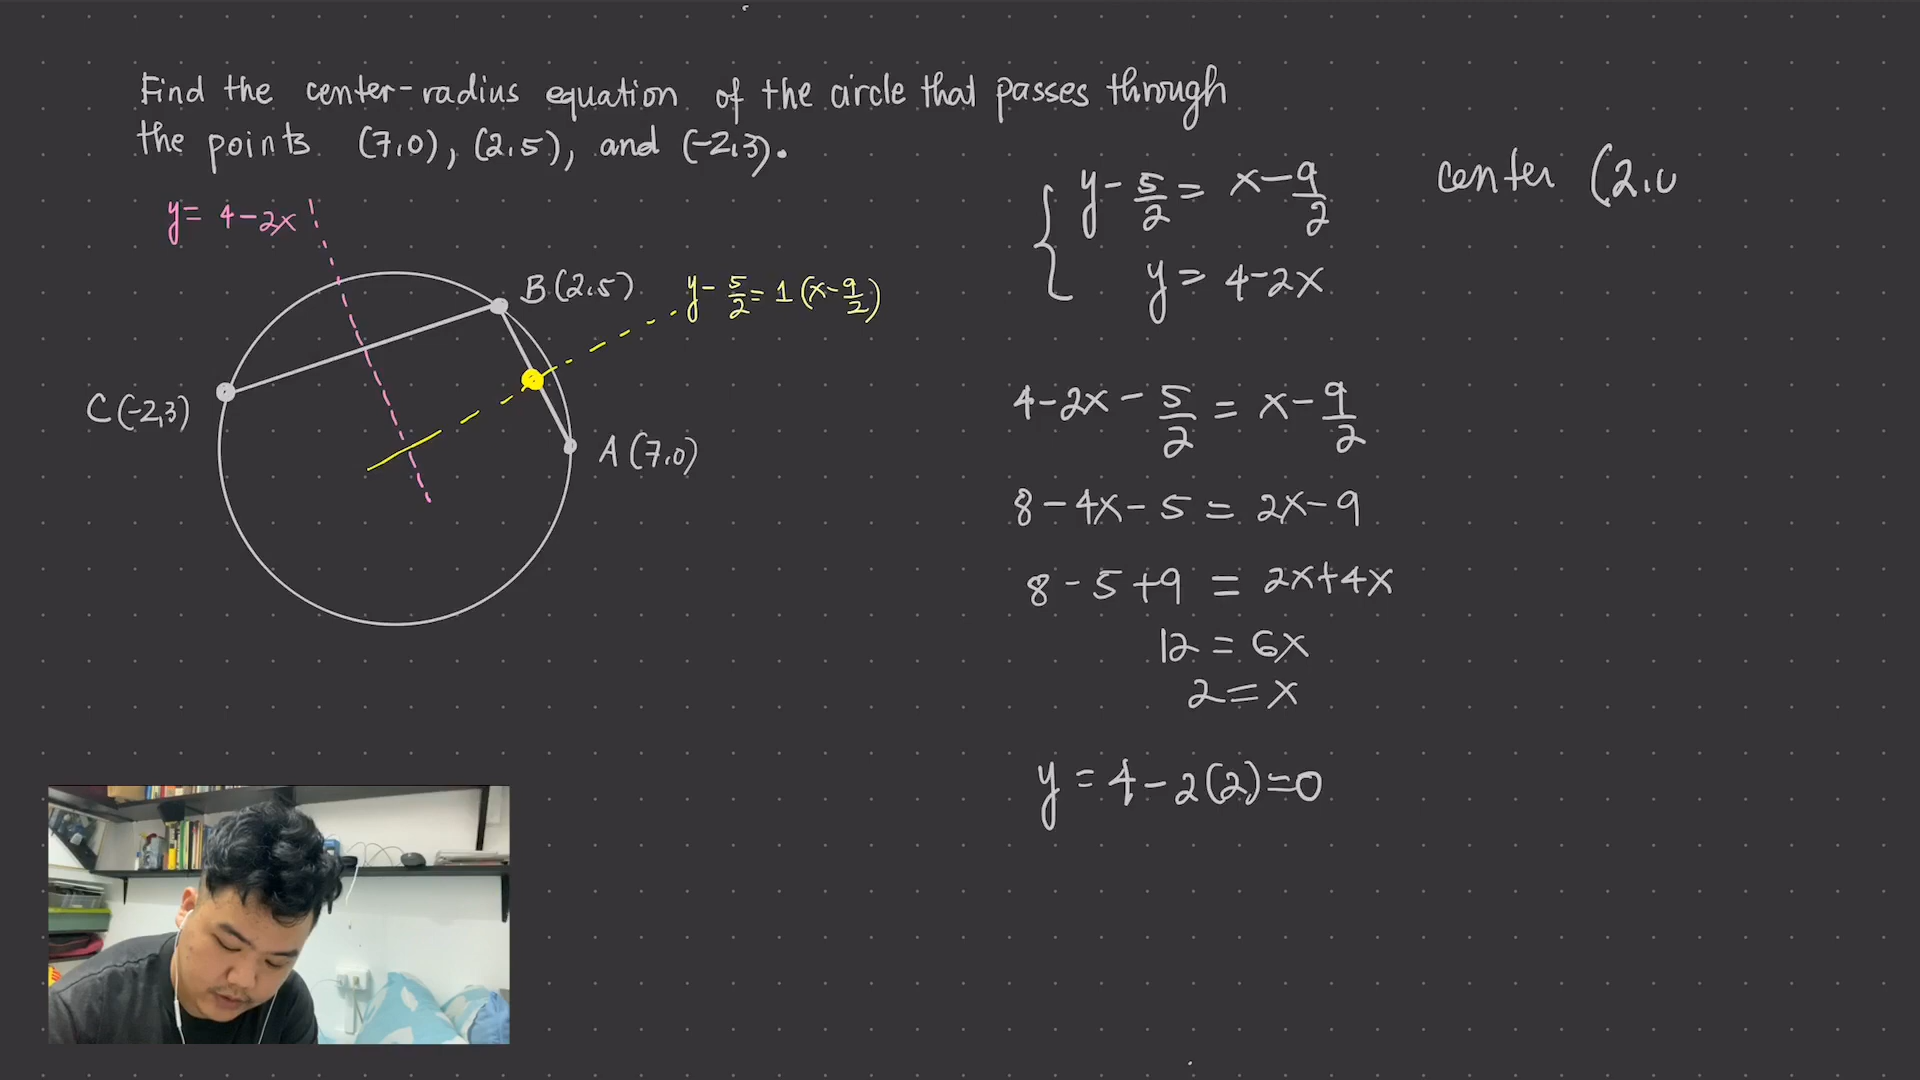 Find the center-radius equation of the circle that passes through
the points (7,0), (2,5), and (-2,3).
y = 4-2x
B (2,5)
y - 5/2 = 1 (x - 9/2)
C (-2,3)
A (7,0)
y - 5/2 = x - 9/2
y = 4-2x
4-2x - 5/2 = x - 9/2
8 - 4x - 5 = 2x - 9
8 - 5 + 9 = 2x+4x
12 = 6x
2 = x
y = 4 - 2(2) = 0
center (2,0